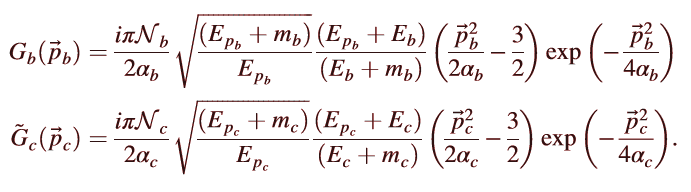 $G_b(\vec{p}_b) = \frac{i\pi\mathcal{N}_b}{2\alpha_b} \sqrt{\frac{(E_{p_b}+m_b)}{E_{p_b}}} \frac{(E_{p_b}+E_b)}{(E_b+m_b)} \left(\frac{\vec{p}_b^2}{2\alpha_b} - \frac{3}{2}\right) \exp\left(-\frac{\vec{p}_b^2}{4\alpha_b}\right)$
$\tilde{G}_c(\vec{p}_c) = \frac{i\pi\mathcal{N}_c}{2\alpha_c} \sqrt{\frac{(E_{p_c}+m_c)}{E_{p_c}}} \frac{(E_{p_c}+E_c)}{(E_c+m_c)} \left(\frac{\vec{p}_c^2}{2\alpha_c} - \frac{3}{2}\right) \exp\left(-\frac{\vec{p}_c^2}{4\alpha_c}\right).$